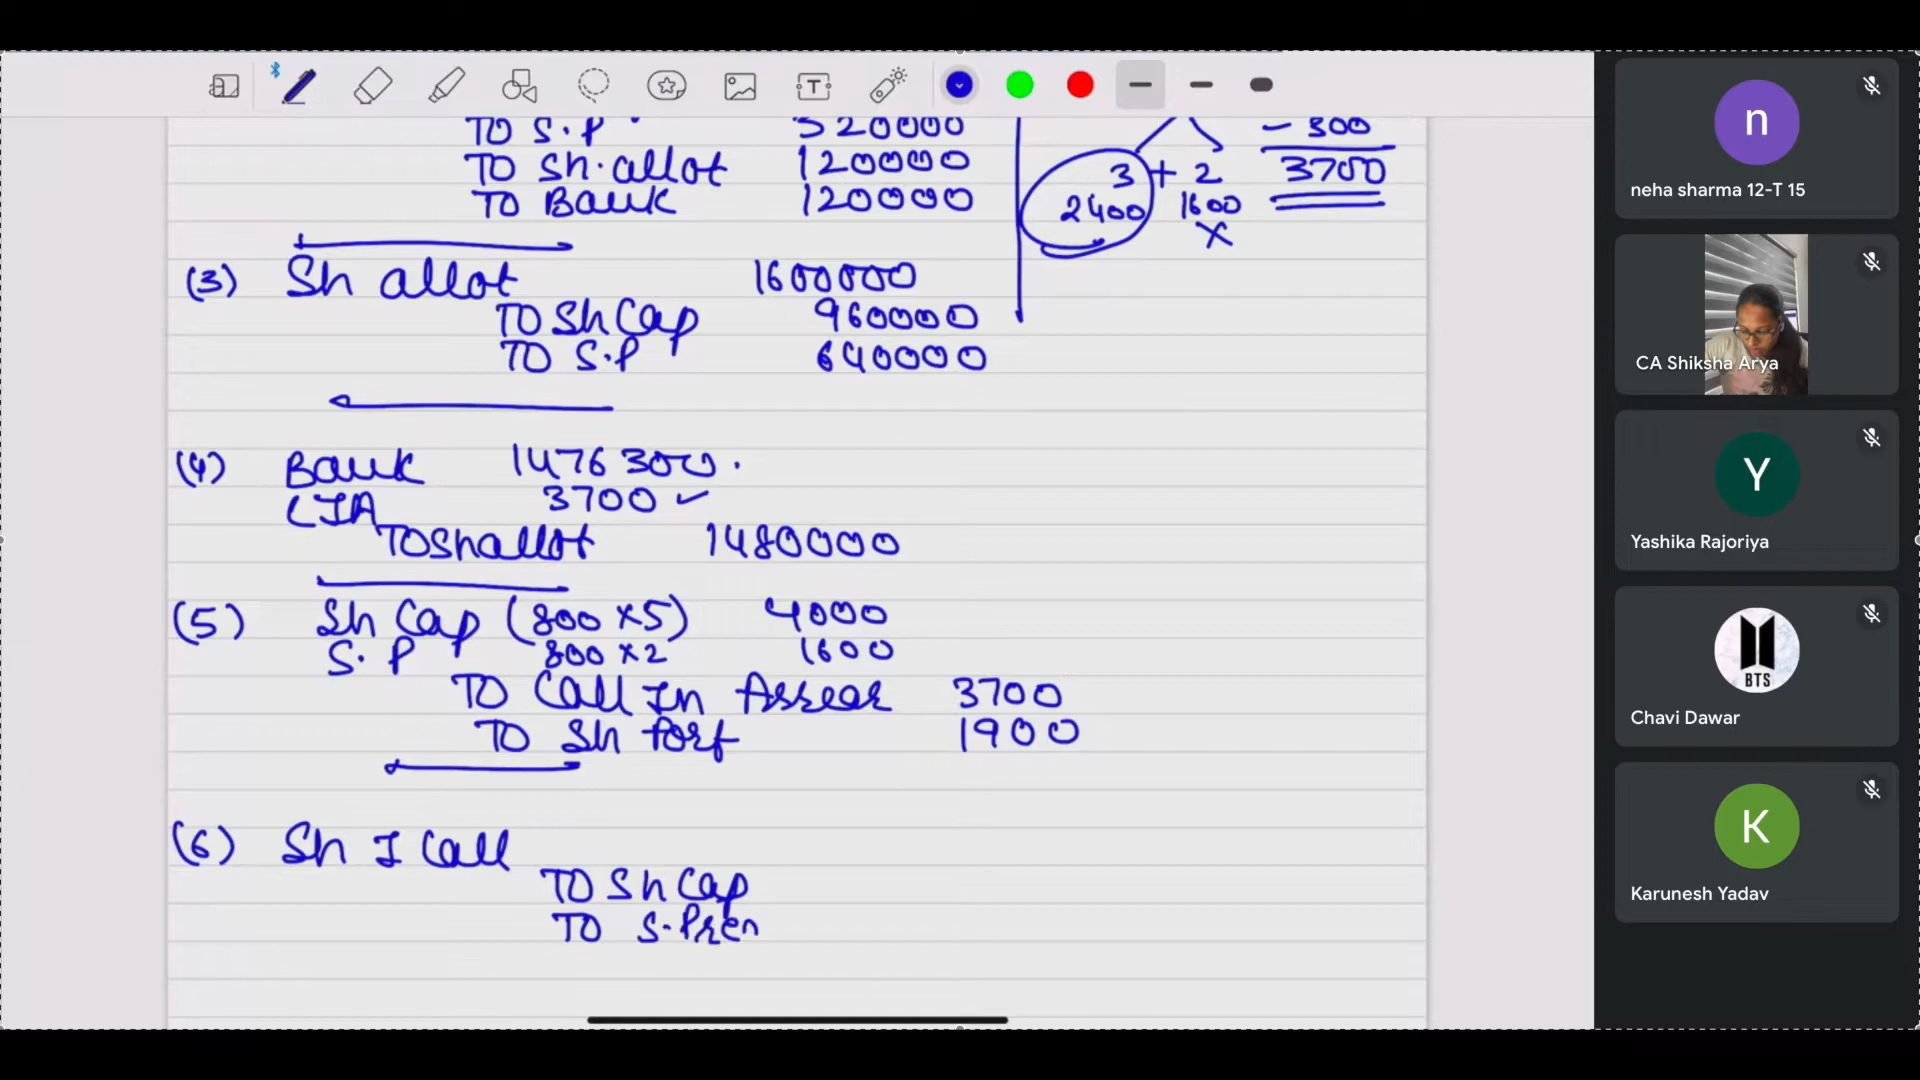 TO S.P 320000
TO Sh. allot 120000
TO Bank 120000
- 300
3 + 2 3700
2400 1600
X
(3) Sh allot 1600000
TO Sh Cap 960000
TO S.P 640000
(4) Bank 1476300.
CIA 3700 ✓
TO Sh allot 1480000
(5) Sh Cap (800 x 5) 4000
S.P 800 x 2 1600
TO Call In Arrear 3700
TO Sh forf 1900
(6) Sh I Call
TO Sh Cap
TO S.Prem
T
n
neha sharma 12-T 15
CA Shiksha Arya
Y
Yashika Rajoriya
BTS
Chavi Dawar
K
Karunesh Yadav